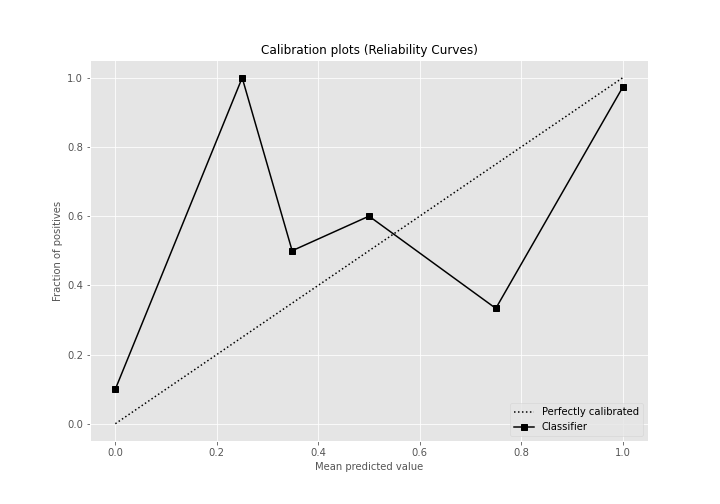 Calibration plots (Reliability Curves)
1.0
0.8
0.6
0.4
0.2
0.0
Fraction of positives
0.0 0.2 0.4 0.6 0.8 1.0
Mean predicted value
Perfectly calibrated
Classifier